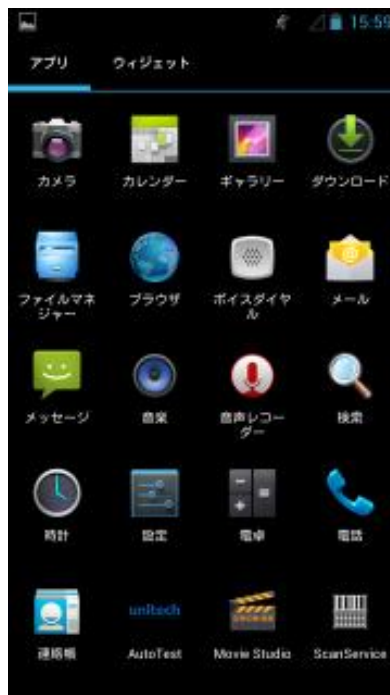 15:59
アプリ ウィジェット
カメラ カレンダー ギャラリー ダウンロード
ファイルマネ ブラウザ ボイスダイヤ メール
ジャー ル
メッセージ 音楽 音声レコー 検索
ダー
時計 設定 電卓 電話
unitech
連絡帳 AutoTest Movie Studio ScanService